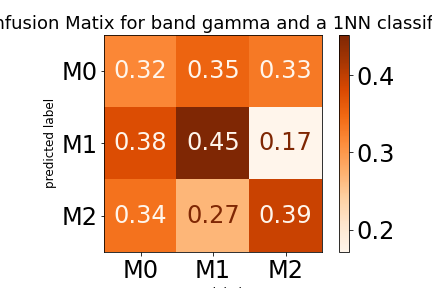 nfusion Matix for band gamma and a 1NN classif
M0 0.32 0.35 0.33
M1 0.38 0.45 0.17
M2 0.34 0.27 0.39
M0 M1 M2
predicted label
0.4
0.3
0.2